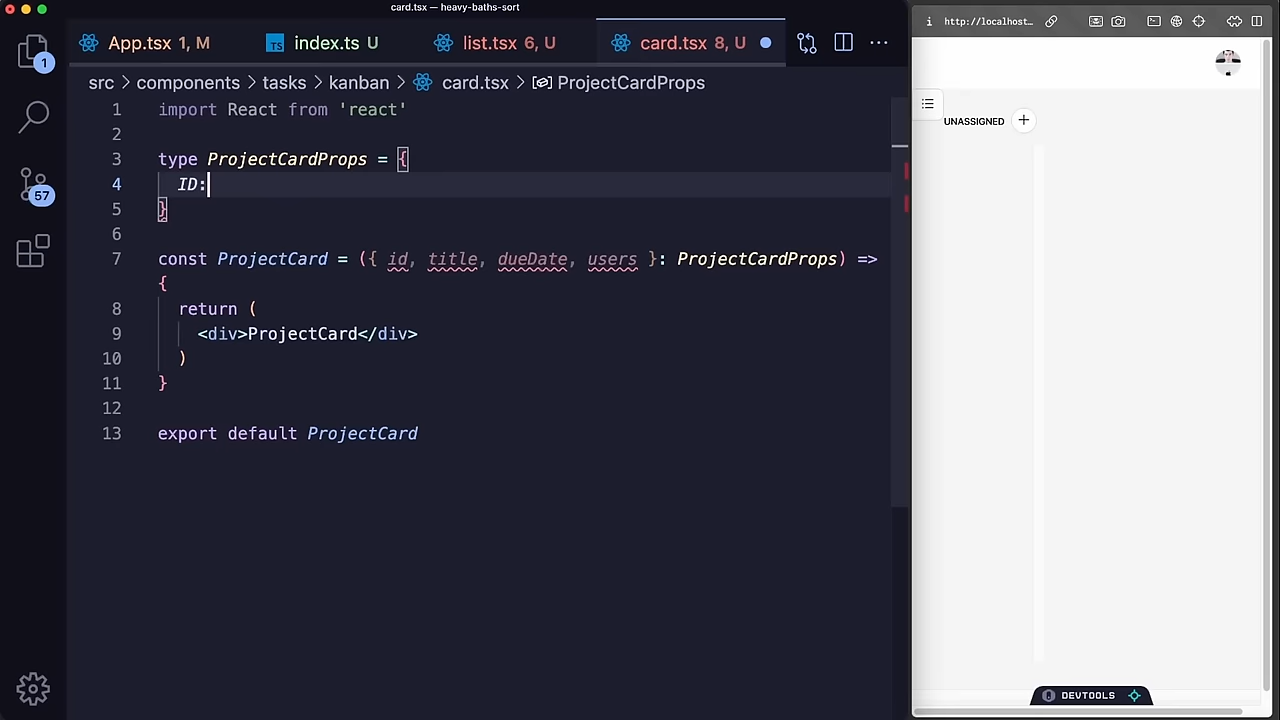 card.tsx — heavy-baths-sort
App.tsx 1, M
index.ts U
list.tsx 6, U
card.tsx 8, U
http://localhost...
1
57
src > components > tasks > kanban > card.tsx > ProjectCardProps
1 import React from 'react'
2
3 type ProjectCardProps = {
4 ID:
5 }
6
7 const ProjectCard = ({ id, title, dueDate, users }: ProjectCardProps) =>
{
8 return (
9 <div>ProjectCard</div>
10 )
11 }
12
13 export default ProjectCard
UNASSIGNED +
DEVTOOLS